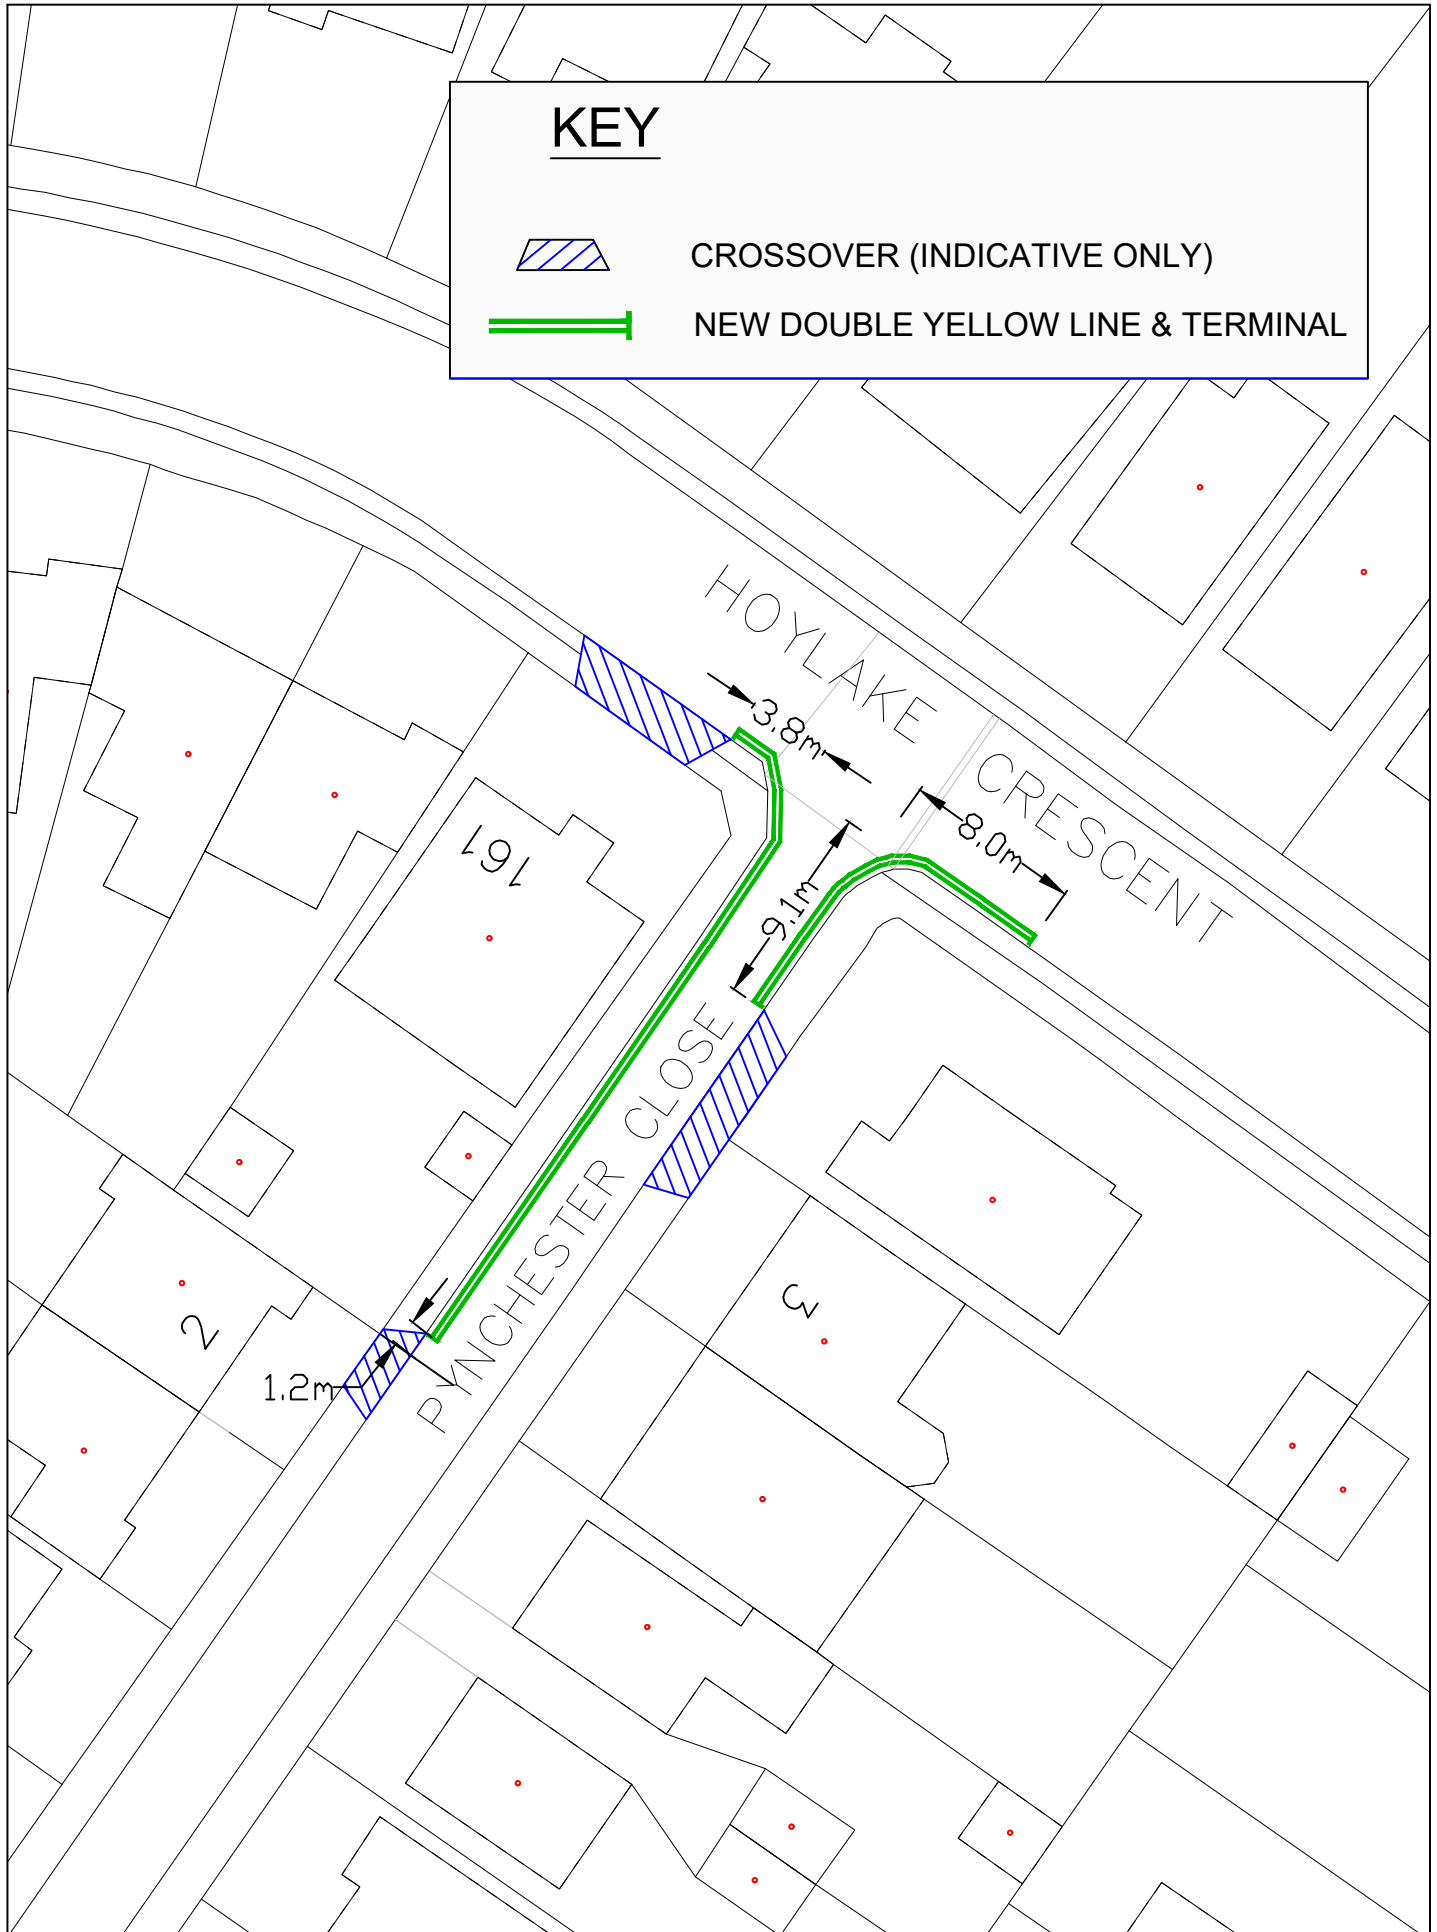 KEY
CROSSOVER (INDICATIVE ONLY)
NEW DOUBLE YELLOW LINE & TERMINAL
HOYLAKE CRESCENT
3.8m
8.0m
161
9.1m
PYNCHESTER CLOSE
3
2
1.2m